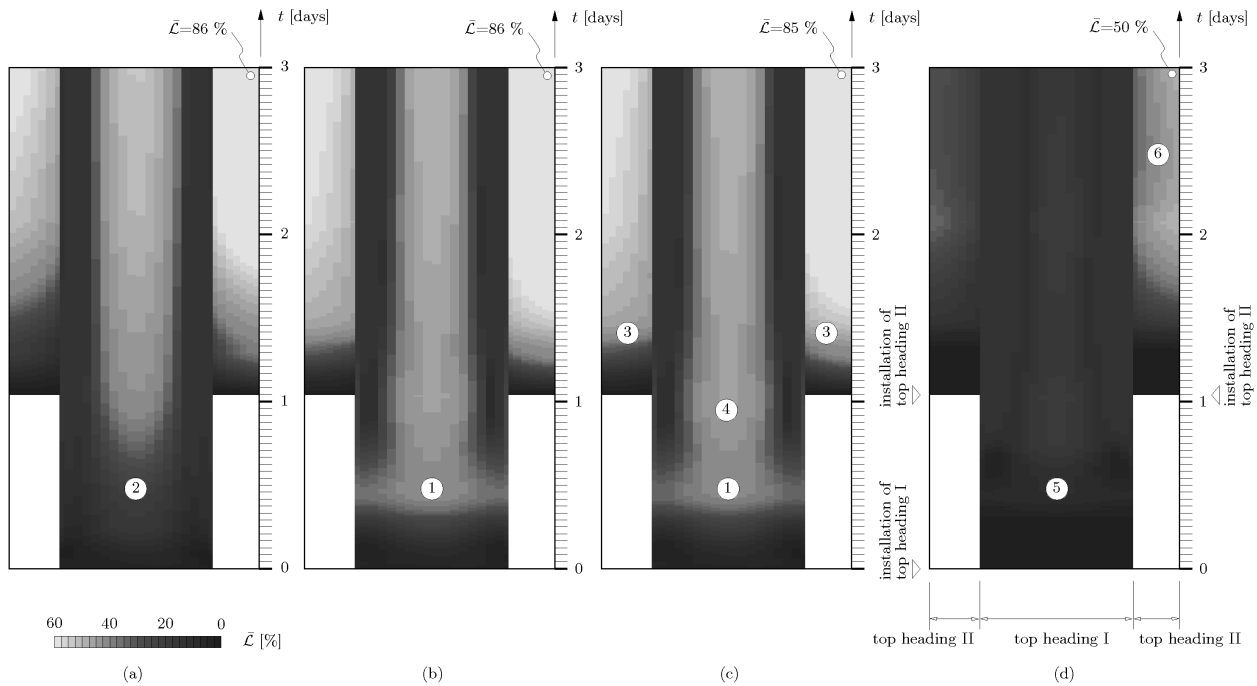 t [days]
t [days]
t [days]
t [days]
L̄=86 %
L̄=86 %
L̄=85 %
L̄=50 %
3
3
3
3
6
2
2
2
2
3
3
installation of
top heading II
installation of
top heading II
1
1
1
1
4
2
1
1
5
installation of
top heading I
0
0
0
0
60 40 20 0
L̄ [%]
top heading II
top heading I
top heading II
(a)
(b)
(c)
(d)